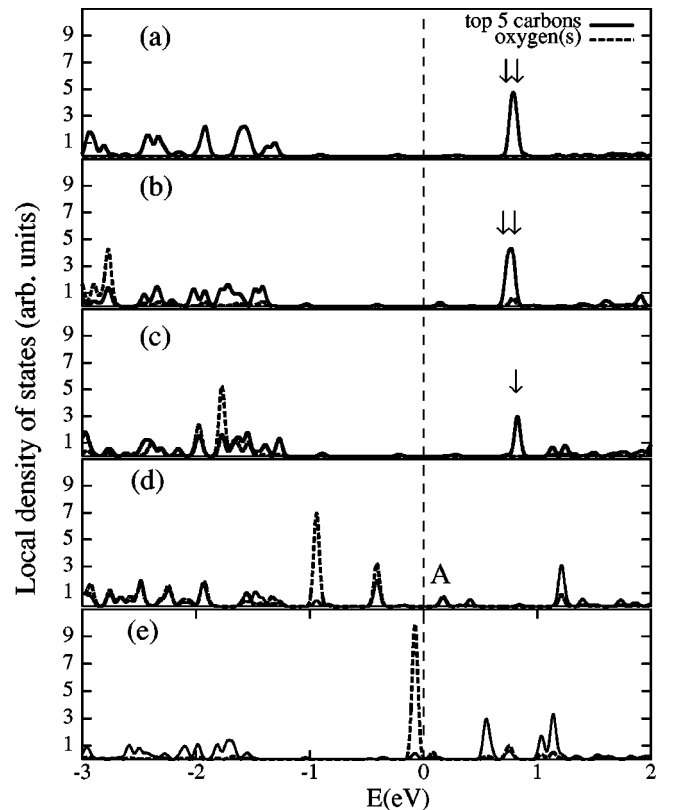 top 5 carbons
oxygen(s)
(a)
9
7
5
3
1
(b)
9
7
5
3
1
(c)
9
7
5
3
1
(d)
9
7
5
3
1
A
(e)
9
7
5
3
1
-3 -2 -1 0 1 2
E(eV)
Local density of states (arb. units)